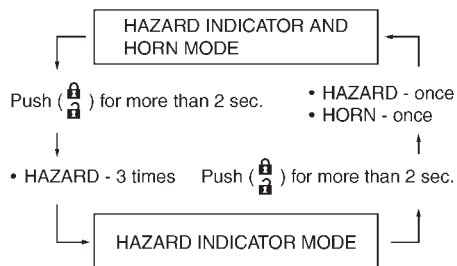 HAZARD INDICATOR AND
HORN MODE
Push ( ) for more than 2 sec.
• HAZARD - once
• HORN - once
• HAZARD - 3 times
Push ( ) for more than 2 sec.
HAZARD INDICATOR MODE